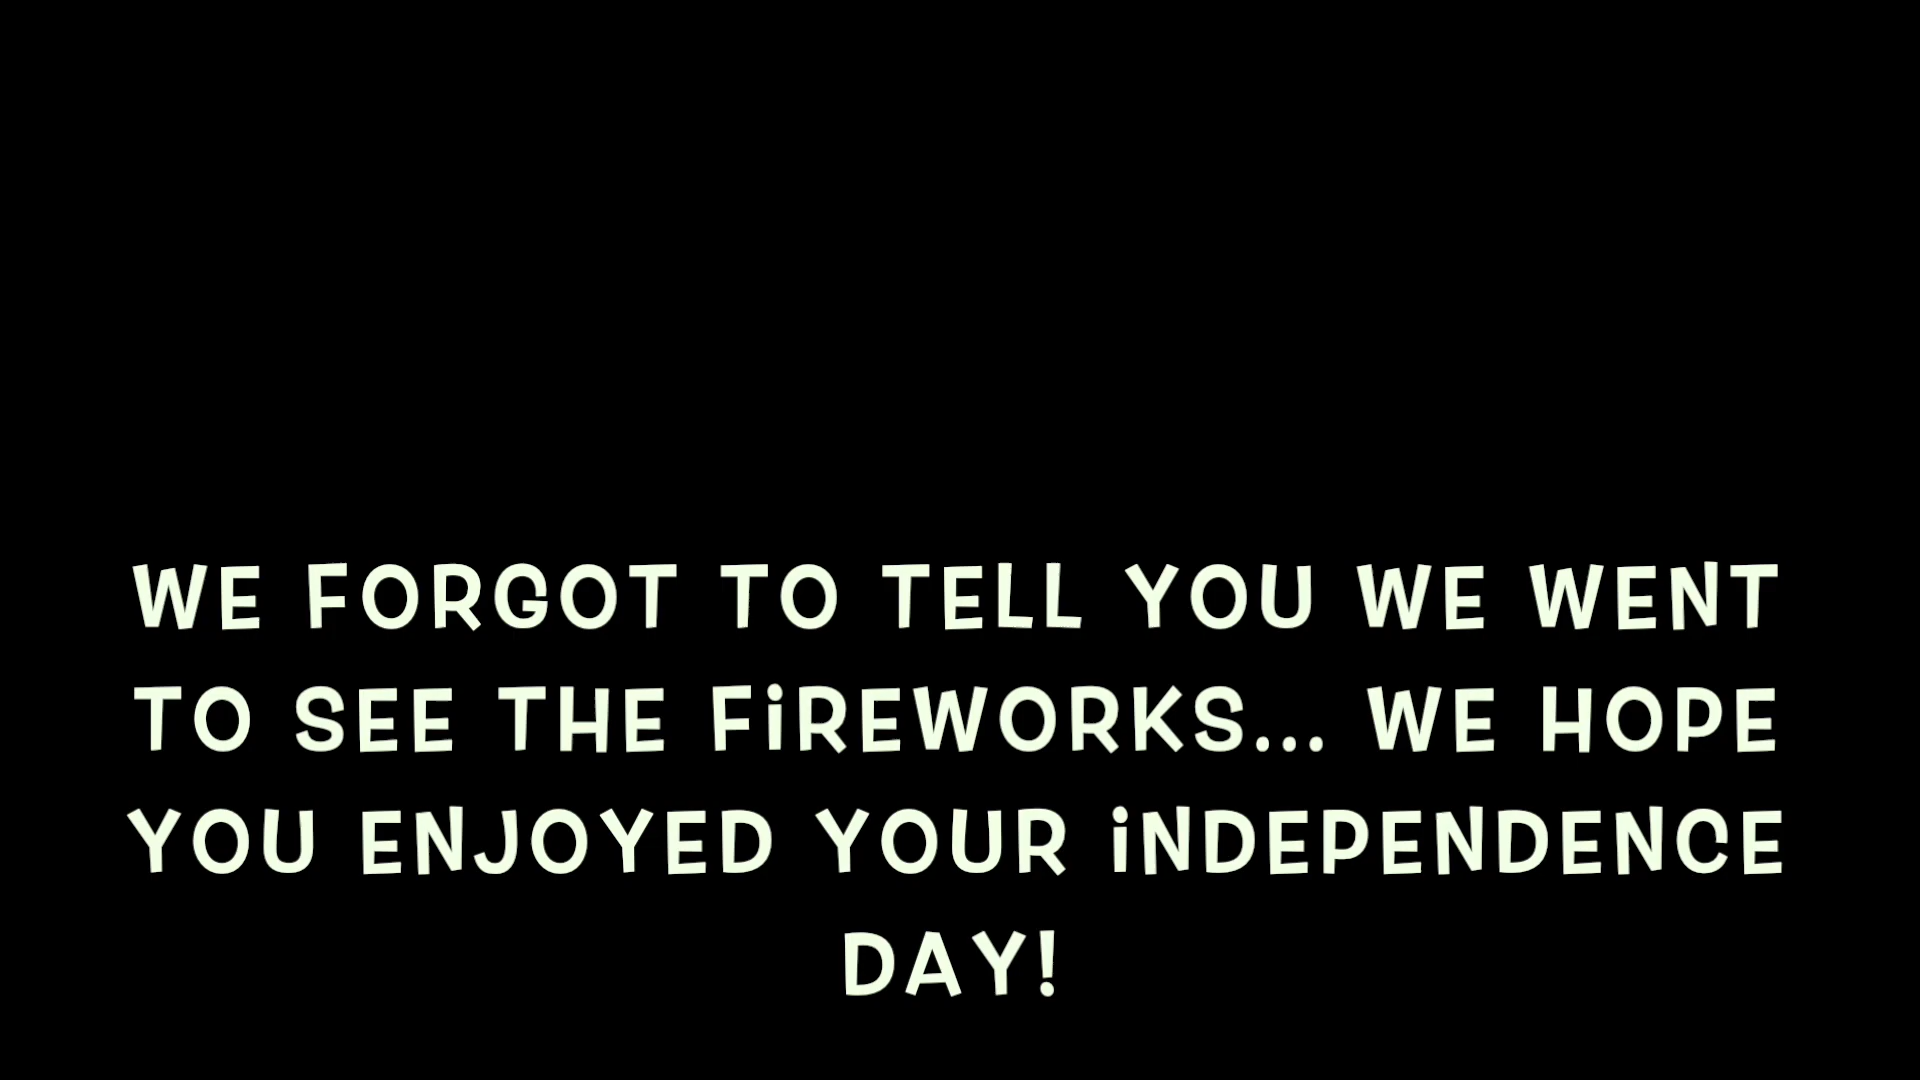 WE FORGOT TO TELL YOU WE WENT
TO SEE THE FiREWORKS... WE HOPE
YOU ENJOYED YOUR iNDEPENDENCE
DAY!